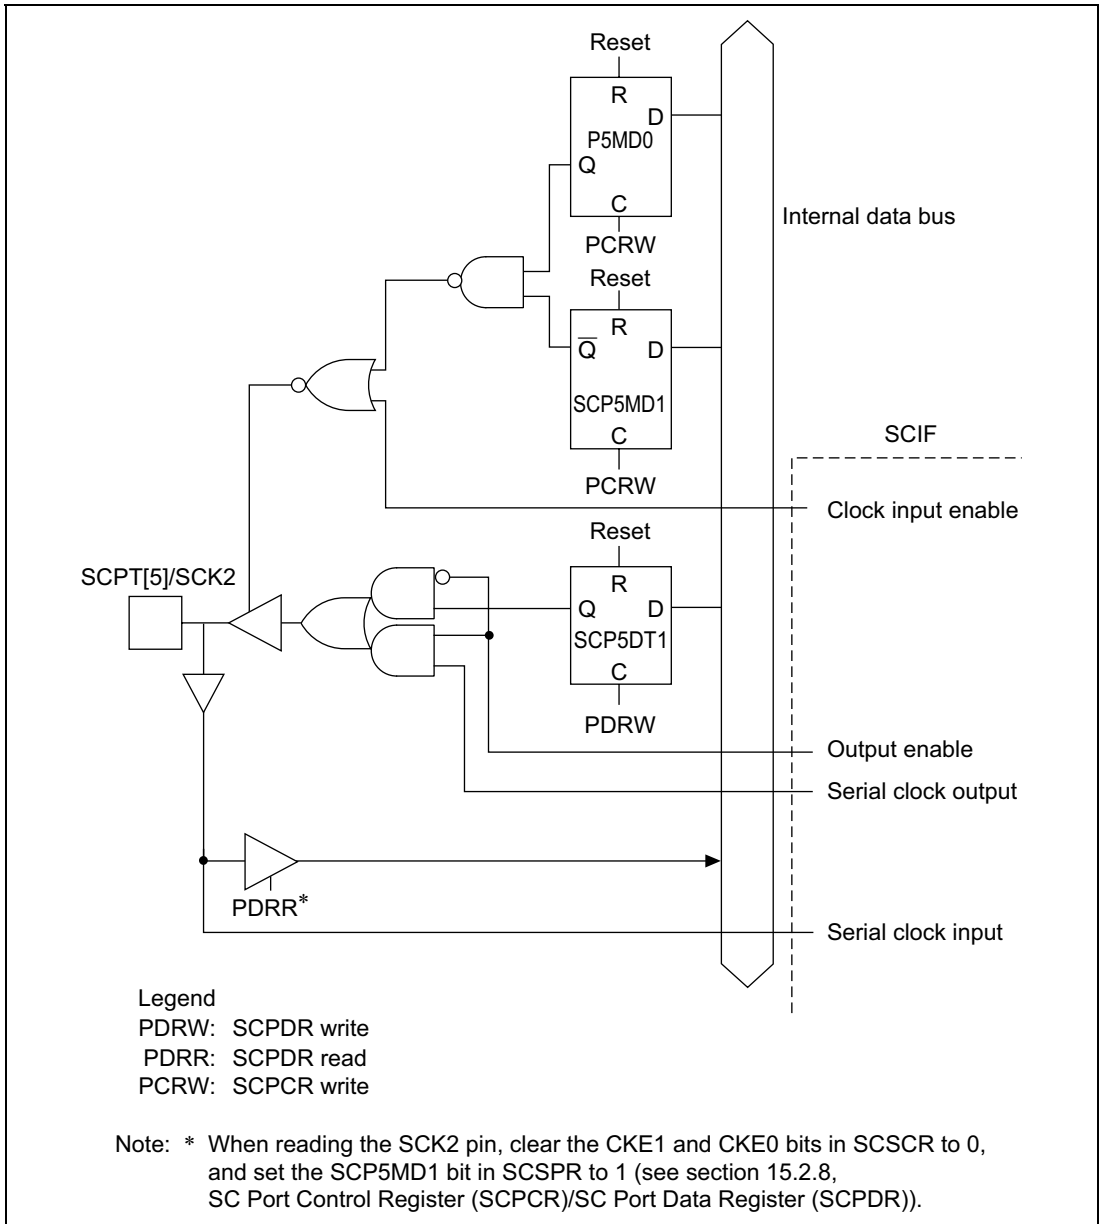 Reset
R
D
P5MD0
Q
C
PCRW
Internal data bus
Reset
R
Q̅ D
SCP5MD1
C
PCRW
SCIF
Clock input enable
Reset
SCPT[5]/SCK2
R
Q D
SCP5DT1
C
PDRW
Output enable
Serial clock output
PDRR*
Serial clock input
Legend
PDRW: SCPDR write
PDRR: SCPDR read
PCRW: SCPCR write
Note: * When reading the SCK2 pin, clear the CKE1 and CKE0 bits in SCSCR to 0,
and set the SCP5MD1 bit in SCSPR to 1 (see section 15.2.8,
SC Port Control Register (SCPCR)/SC Port Data Register (SCPDR)).